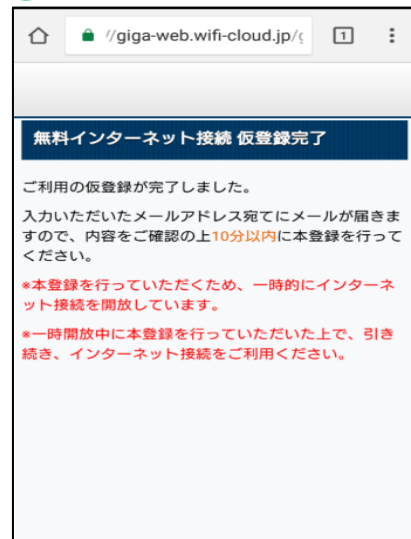 //giga-web.wifi-cloud.jp/g
1
無料インターネット接続 仮登録完了
ご利用の仮登録が完了しました。
入力いただいたメールアドレス宛てにメールが届きま
すので、内容をご確認の上10分以内に本登録を行って
ください。
*本登録を行っていただくため、一時的にインターネ
ット接続を開放しています。
*一時開放中に本登録を行っていただいた上で、引き
続き、インターネット接続をご利用ください。